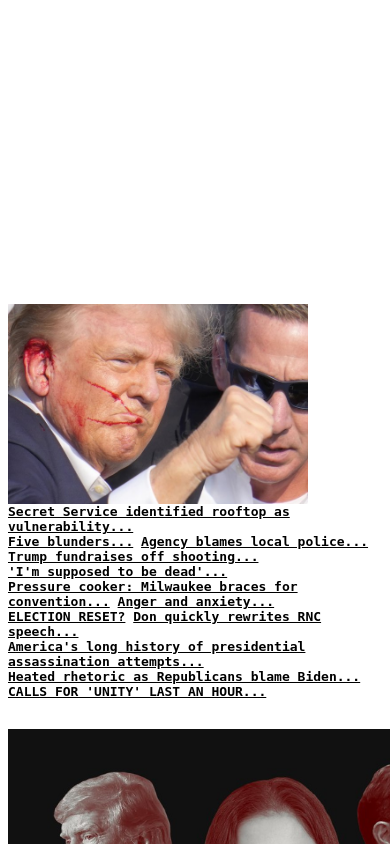 Secret Service identified rooftop as
vulnerability...
Five blunders... Agency blames local police...
Trump fundraises off shooting...
'I'm supposed to be dead'...
Pressure cooker: Milwaukee braces for
convention... Anger and anxiety...
ELECTION RESET? Don quickly rewrites RNC
speech...
America's long history of presidential
assassination attempts...
Heated rhetoric as Republicans blame Biden...
CALLS FOR 'UNITY' LAST AN HOUR...